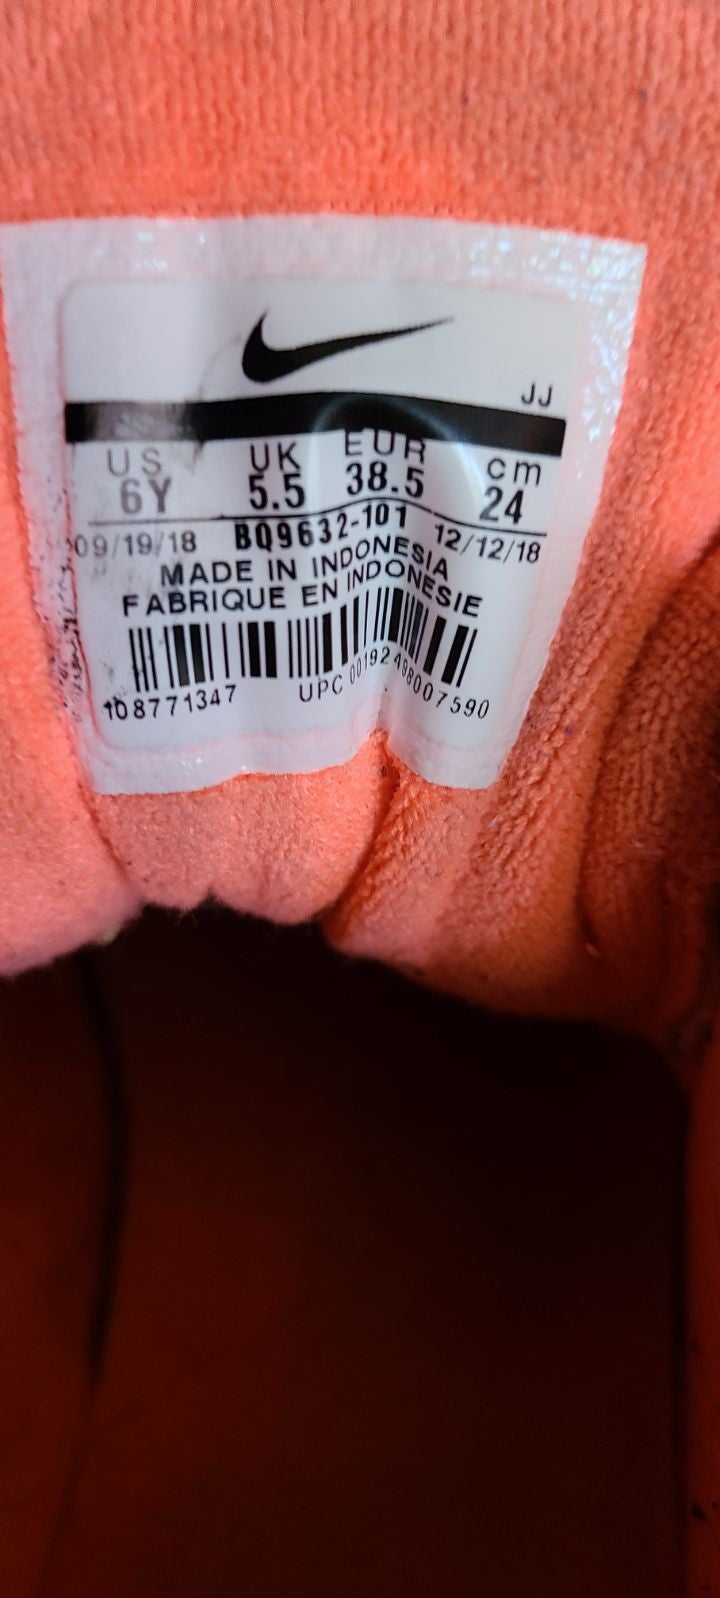 JJ
US UK EUR cm
6Y 5.5 38.5 24
09/19/18 BQ9632-101 12/12/18
MADE IN INDONESIA
FABRIQUE EN INDONESIE
108771347 UPC 00192498007590